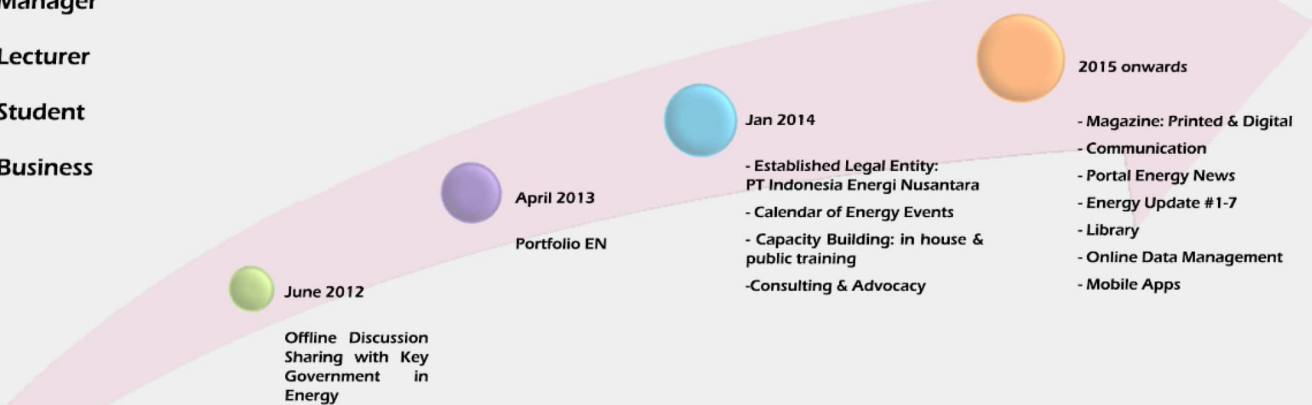 Manager
Lecturer
Student
Business
June 2012
Offline Discussion
Sharing with Key
Government in
Energy
April 2013
Portfolio EN
Jan 2014
- Established Legal Entity:
PT Indonesia Energi Nusantara
- Calendar of Energy Events
- Capacity Building: in house &
public training
-Consulting & Advocacy
2015 onwards
- Magazine: Printed & Digital
- Communication
- Portal Energy News
- Energy Update #1-7
- Library
- Online Data Management
- Mobile Apps